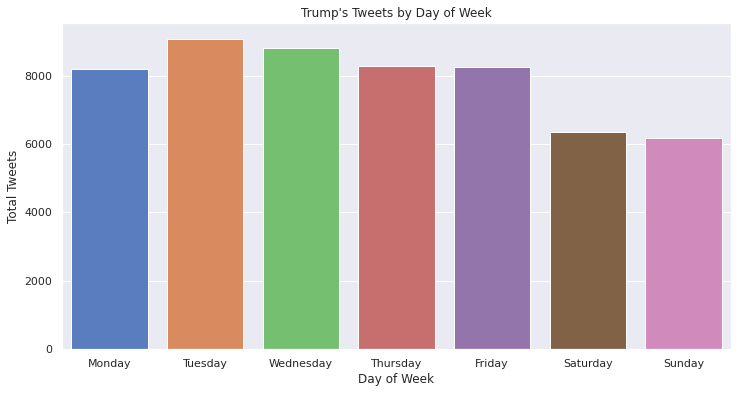 Trump's Tweets by Day of Week
Total Tweets
8000
6000
4000
2000
0
Monday Tuesday Wednesday Thursday Friday Saturday Sunday
Day of Week